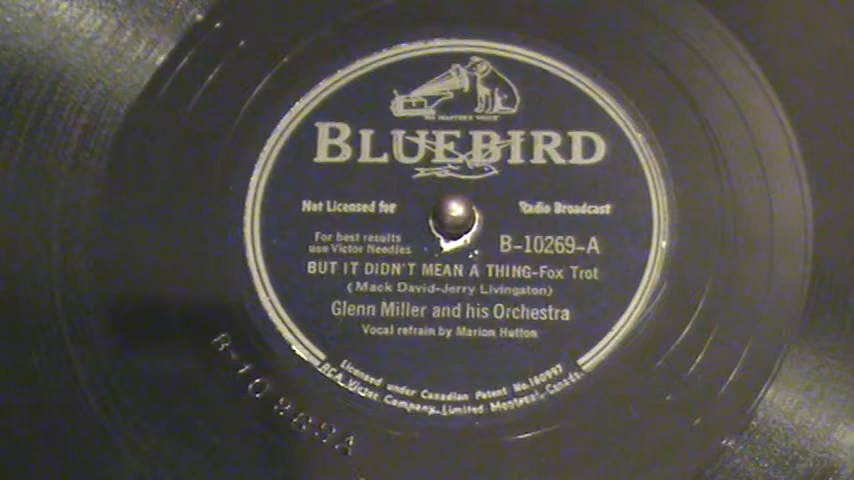 HIS MASTER'S VOICE
BLUEBIRD
Not Licensed for Radio Broadcast
For best results
use Victor Needles
B-10269-A
BUT IT DIDN'T MEAN A THING-Fox Trot
(Mack David-Jerry Livingston)
Glenn Miller and his Orchestra
Vocal refrain by Marion Hutton
Licensed under Canadian Patent No.180997
RCA Victor Company, Limited Montreal, Canada
B-10269A